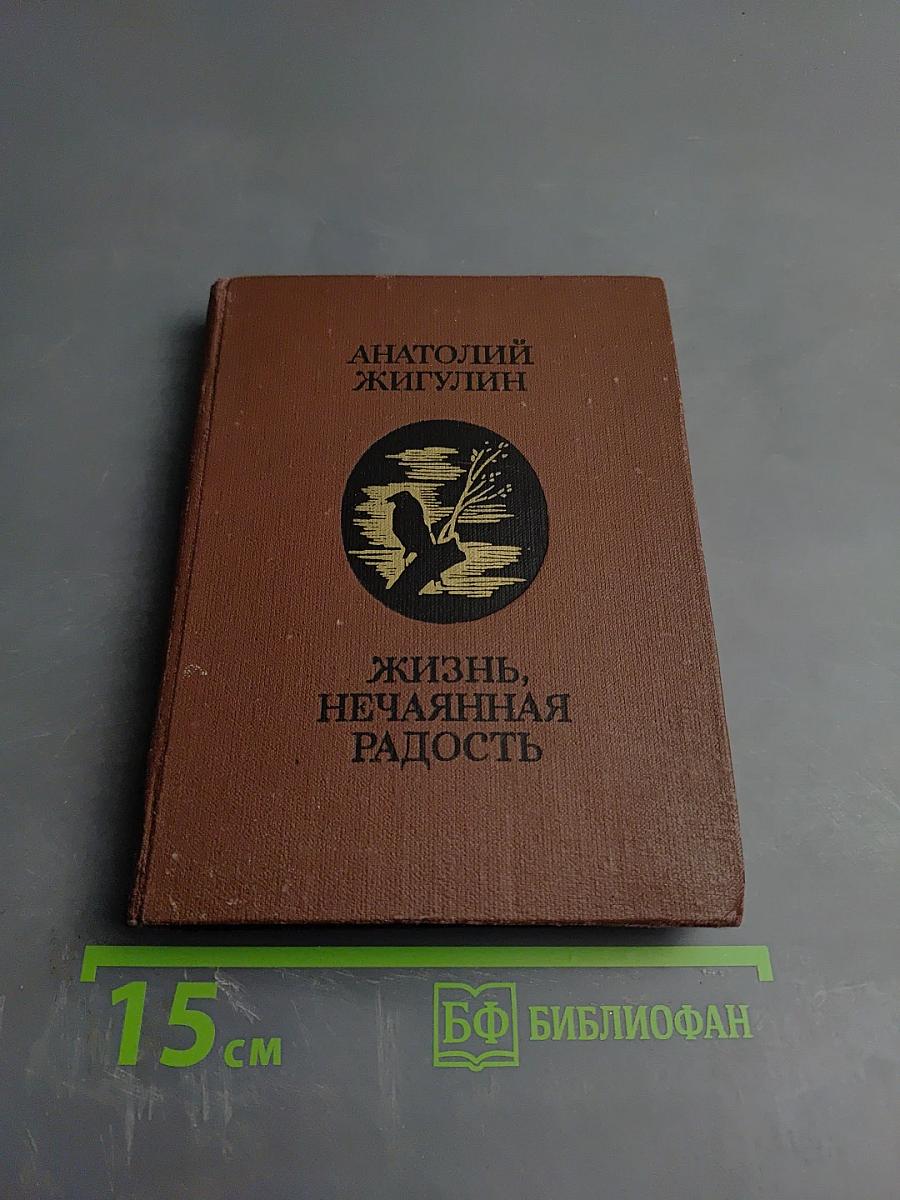 АНАТОЛИЙ
ЖИГУЛИН
ЖИЗНЬ,
НЕЧАЯННАЯ
РАДОСТЬ
15 см
БФ БИБЛИОФАН